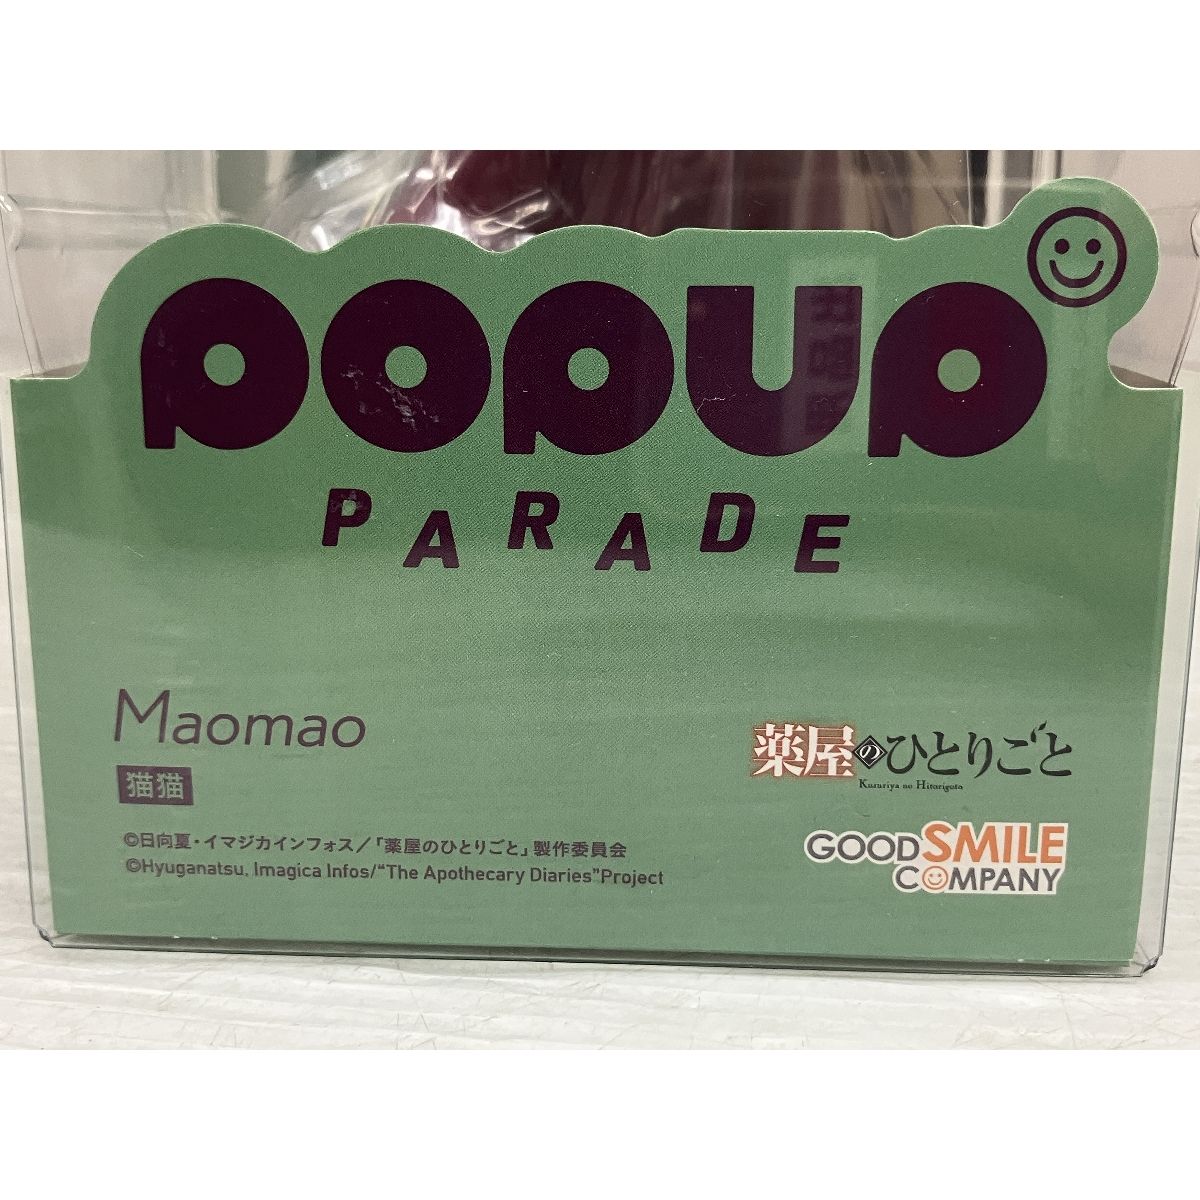 POPUP
PARADE
Maomao
猫猫
薬屋のひとりごと
Kusuriya no Hitorigoto
©日向夏・イマジカインフォス／「薬屋のひとりごと」製作委員会
©Hyuganatsu, Imagica Infos/“The Apothecary Diaries”Project
GOOD SMILE
COMPANY